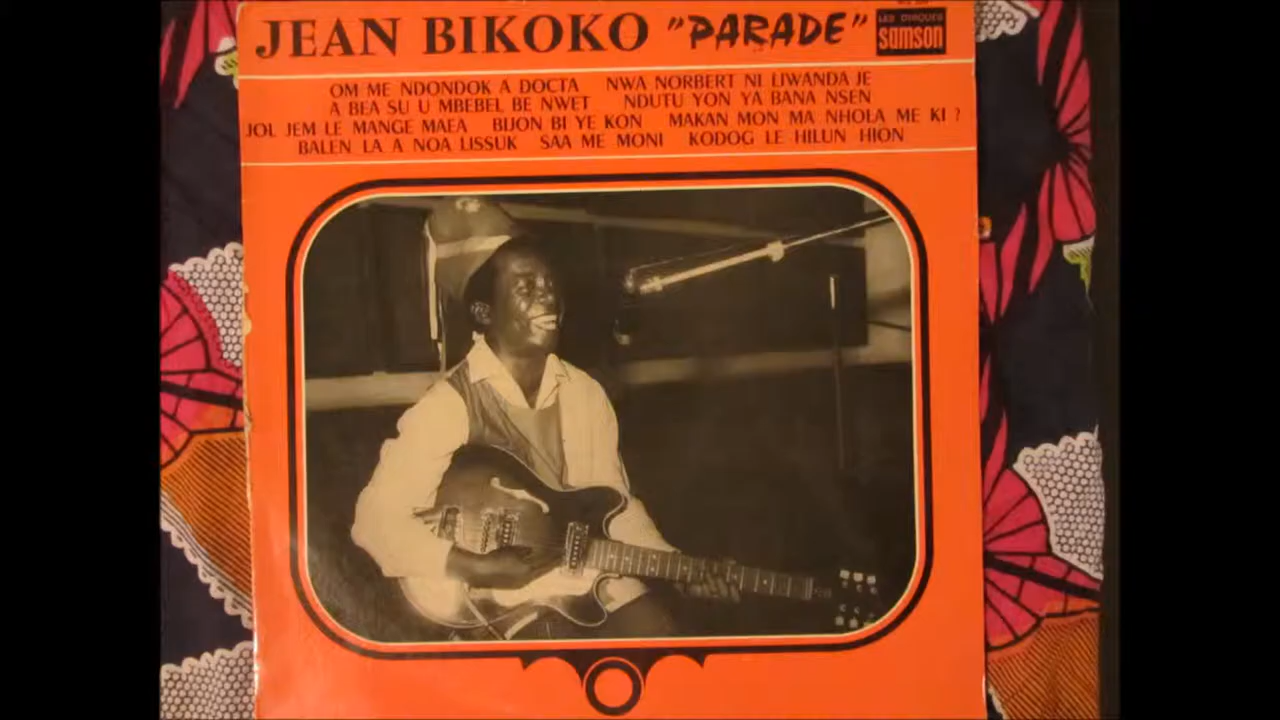 JEAN BIKOKO "PARADE"
LES DISQUES
samson
OM ME NDONDOK Á DOCTA NWA NORBERT NI LIWANDA JE
A BEA SU U MBEBEL BE NWET NDUTU YON YA BANA NSEN
JOL JEM LE MANGE MAEA BIJON BI YE KON MAKAN MON MA NHOLA ME KI ?
BALEN LA A NOA LISSUK SAA ME MONI KODOG LE HILUN HION